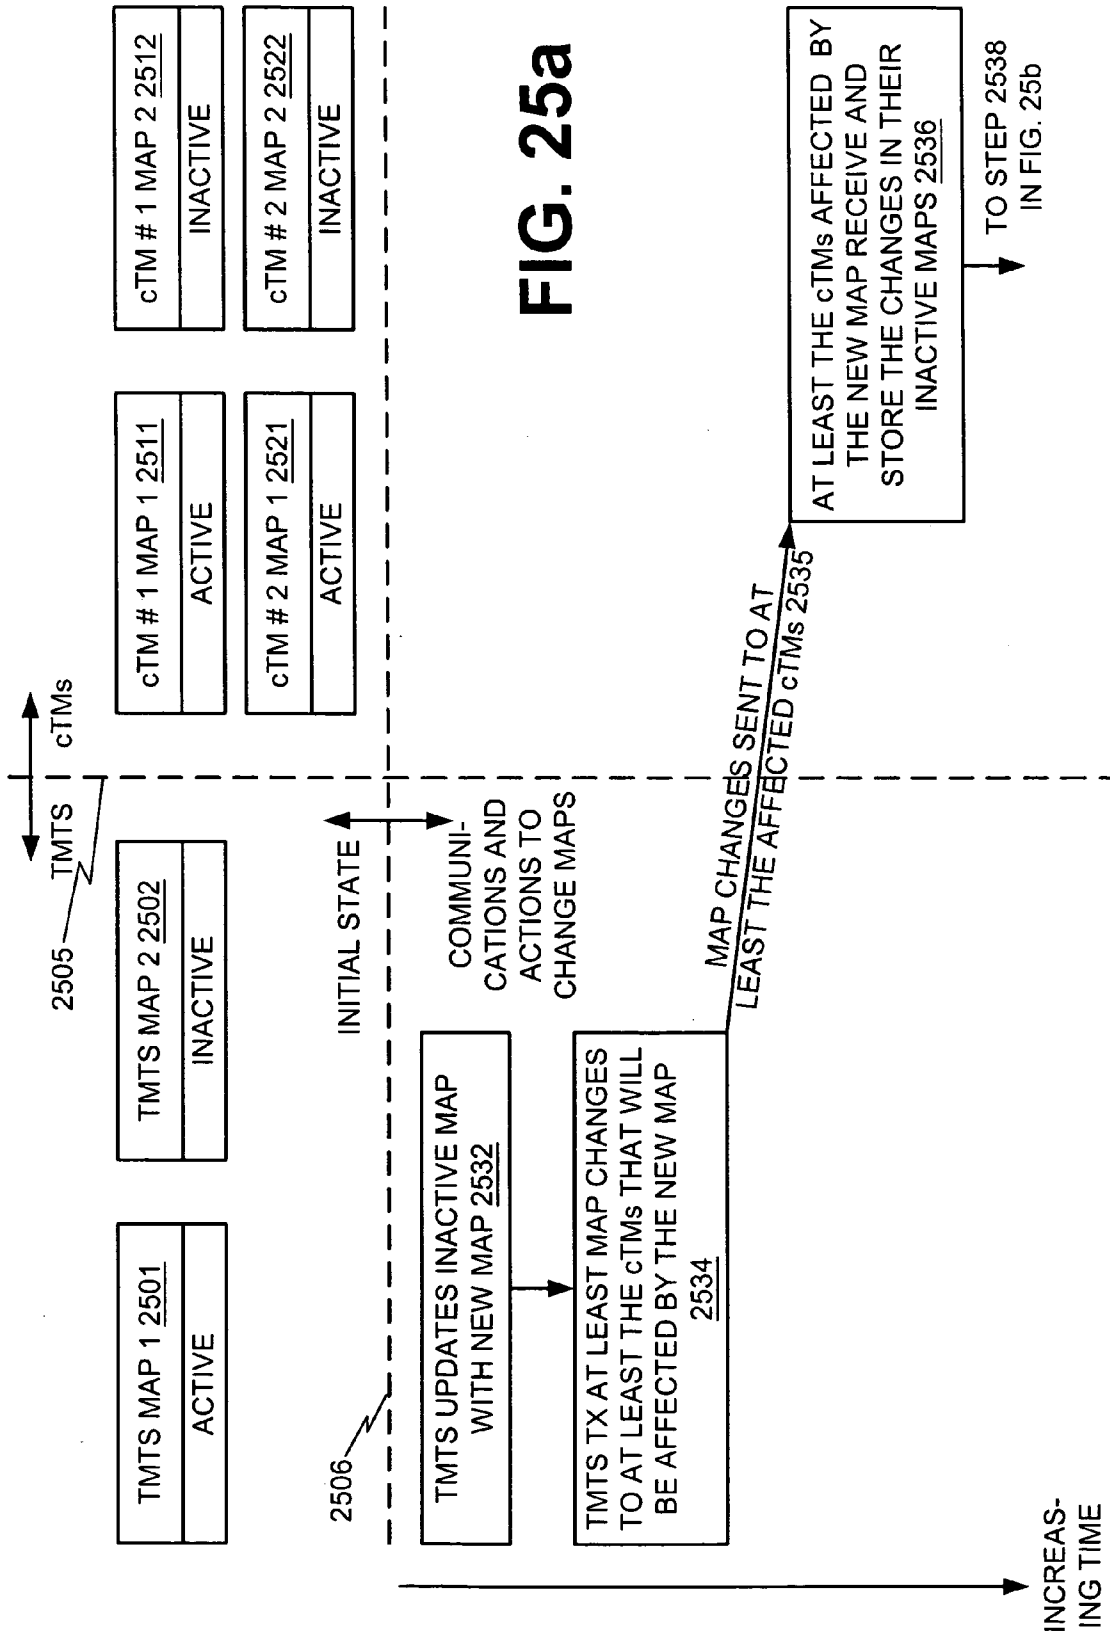 2505
TMTS
cTMs
TMTS MAP 1 2501
ACTIVE
TMTS MAP 2 2502
INACTIVE
cTM # 1 MAP 1 2511
ACTIVE
cTM # 1 MAP 2 2512
INACTIVE
cTM # 2 MAP 1 2521
ACTIVE
cTM # 2 MAP 2 2522
INACTIVE
2506
INITIAL STATE
COMMUNI-
CATIONS AND
ACTIONS TO
CHANGE MAPS
FIG. 25a
TMTS UPDATES INACTIVE MAP
WITH NEW MAP 2532
TMTS TX AT LEAST MAP CHANGES
TO AT LEAST THE cTMs THAT WILL
BE AFFECTED BY THE NEW MAP
2534
MAP CHANGES SENT TO AT
LEAST THE AFFECTED cTMs 2535
AT LEAST THE cTMs AFFECTED BY
THE NEW MAP RECEIVE AND
STORE THE CHANGES IN THEIR
INACTIVE MAPS 2536
TO STEP 2538
IN FIG. 25b
INCREAS-
ING TIME